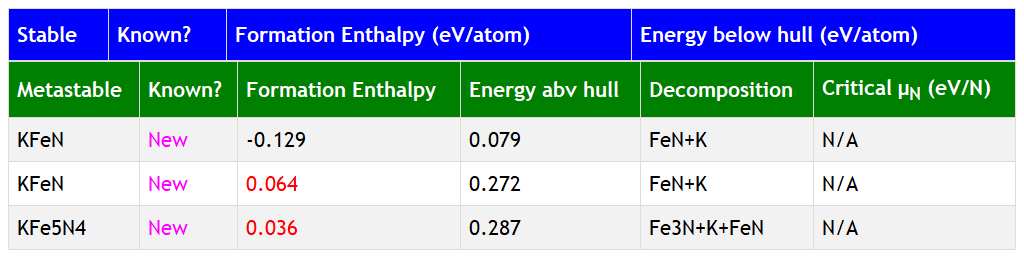 Stable Known? Formation Enthalpy (eV/atom) Energy below hull (eV/atom)
Metastable Known? Formation Enthalpy Energy abv hull Decomposition Critical μN (eV/N)
KFeN New -0.129 0.079 FeN+K N/A
KFeN New 0.064 0.272 FeN+K N/A
KFe5N4 New 0.036 0.287 Fe3N+K+FeN N/A